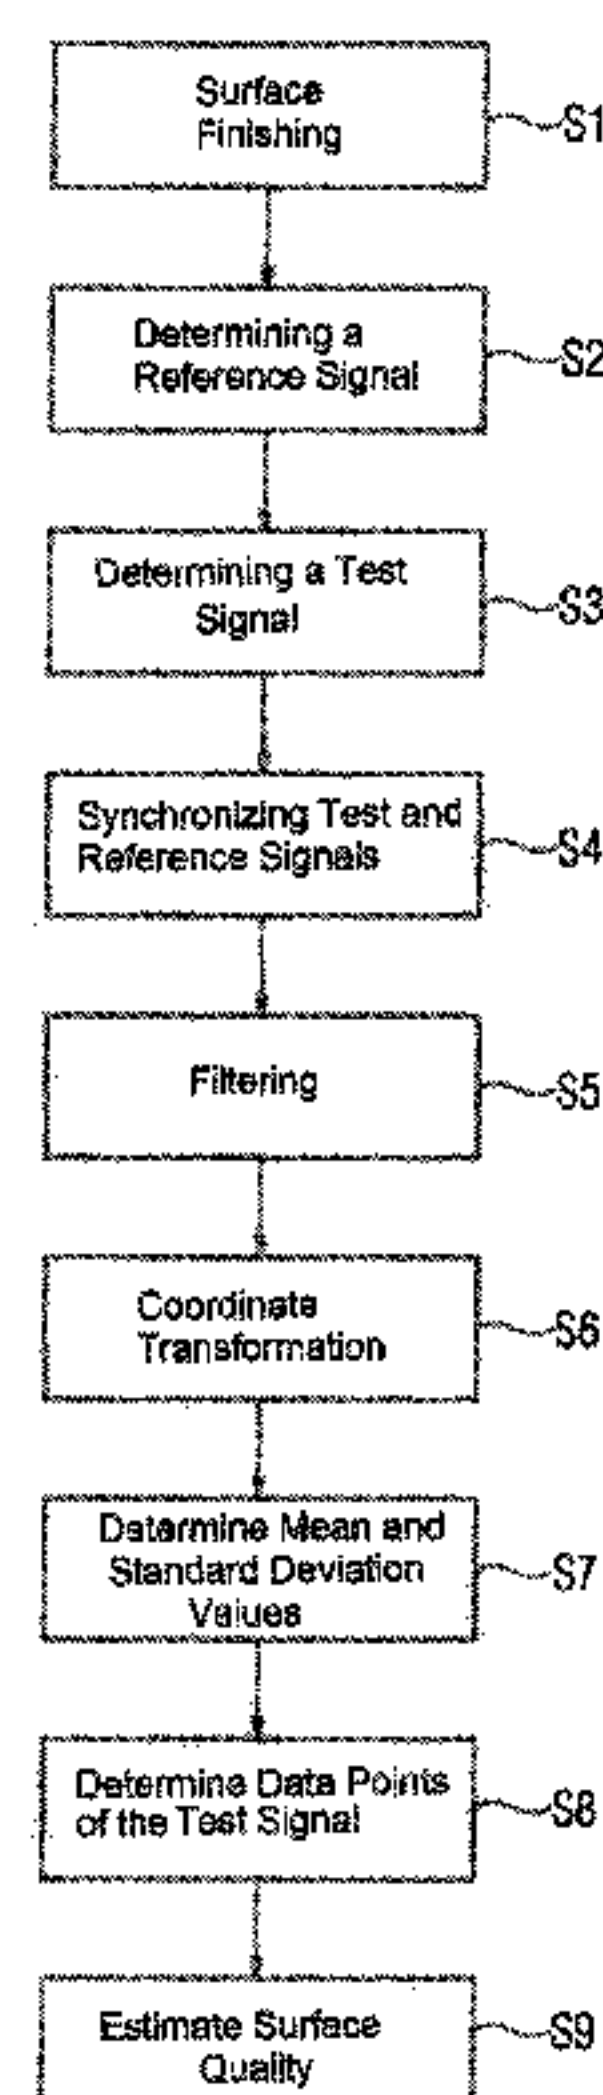 Surface
Finishing
S1
Determining a
Reference Signal
S2
Determining a Test
Signal
S3
Synchronizing Test and
Reference Signals
S4
Filtering
S5
Coordinate
Transformation
S6
Determine Mean and
Standard Deviation
Values
S7
Determine Data Points
of the Test Signal
S8
Estimate Surface
Quality
S9